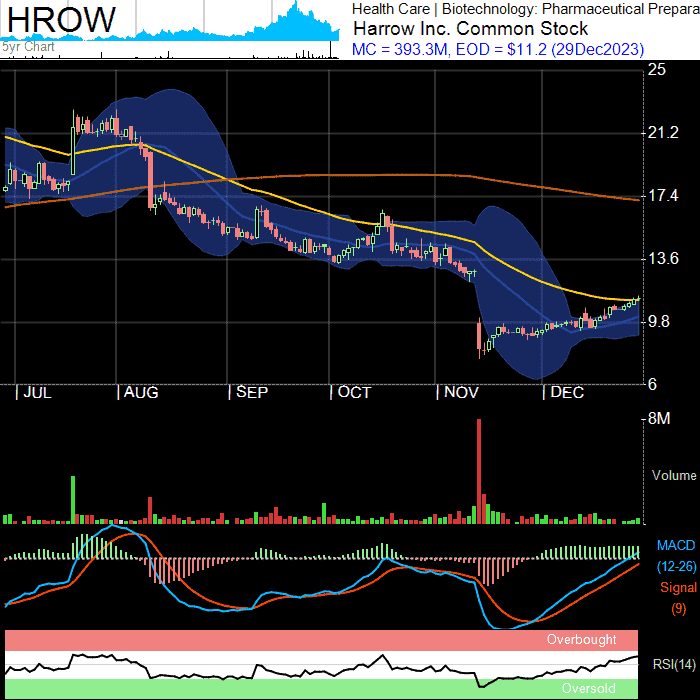 HROW
5yr Chart
Health Care | Biotechnology: Pharmaceutical Prepara
Harrow Inc. Common Stock
MC = 393.3M, EOD = $11.2 (29Dec2023)
25
21.2
17.4
13.6
9.8
6
JUL AUG SEP OCT NOV DEC
8M
Volume
MACD
(12-26)
Signal
(9)
Overbought
RSI(14)
Oversold